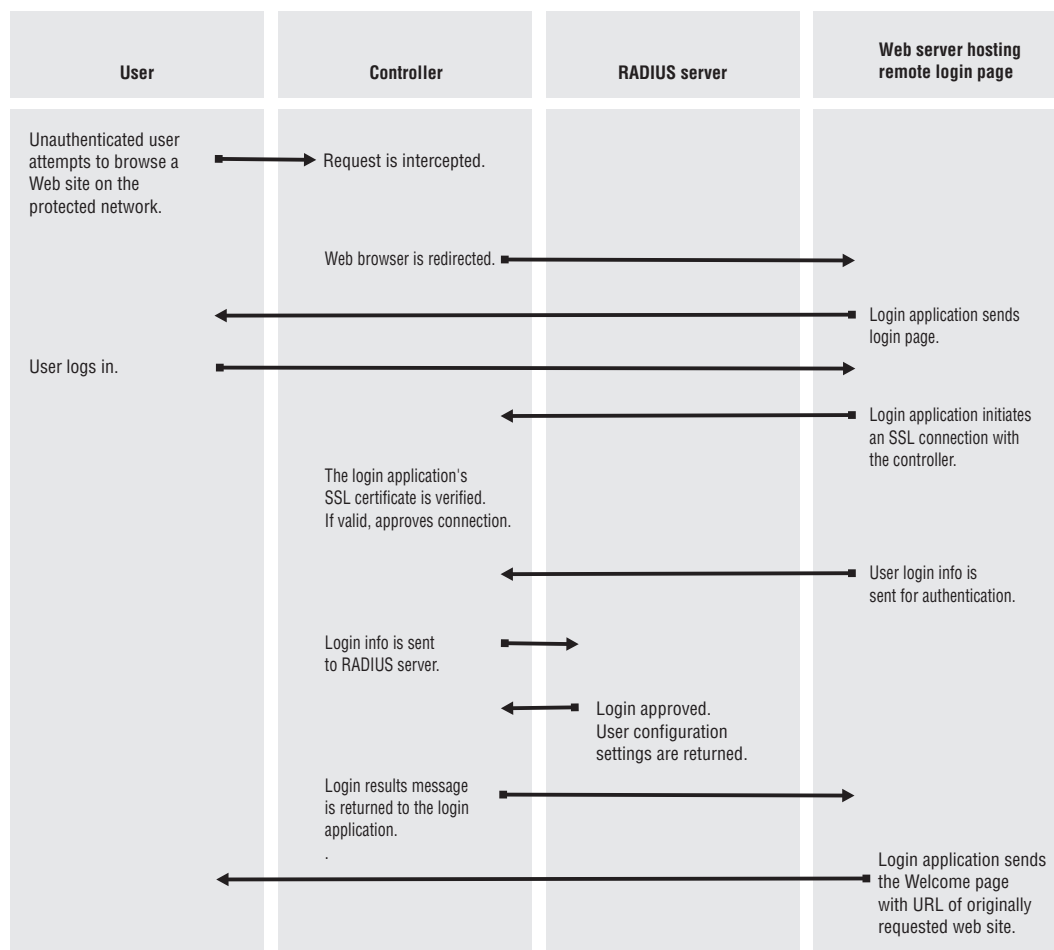 User
Controller
RADIUS server
Web server hosting
remote login page
Unauthenticated user
attempts to browse a
Web site on the
protected network.
Request is intercepted.
Web browser is redirected.
Login application sends
login page.
User logs in.
Login application initiates
an SSL connection with
the controller.
The login application's
SSL certificate is verified.
If valid, approves connection.
User login info is
sent for authentication.
Login info is sent
to RADIUS server.
Login approved.
User configuration
settings are returned.
Login results message
is returned to the login
application.
.
Login application sends
the Welcome page
with URL of originally
requested web site.